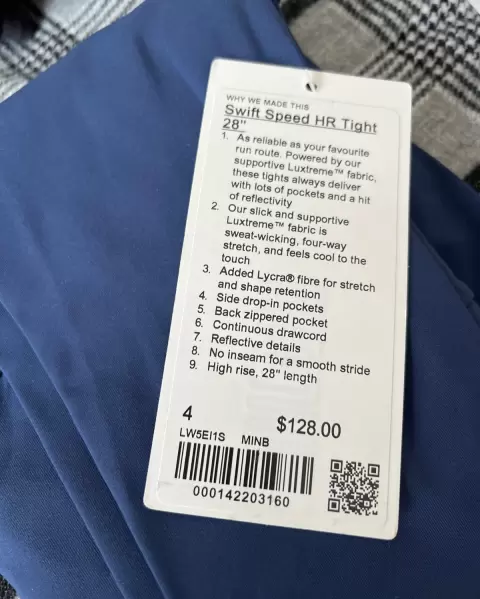 WHY WE MADE THIS
Swift Speed HR Tight
28"
1. As reliable as your favourite
run route. Powered by our
supportive Luxtreme™ fabric,
these tights always deliver
with lots of pockets and a hit
of reflectivity
2. Our slick and supportive
Luxtreme™ fabric is
sweat-wicking, four-way
stretch, and feels cool to the
touch
3. Added Lycra® fibre for stretch
and shape retention
4. Side drop-in pockets
5. Back zippered pocket
6. Continuous drawcord
7. Reflective details
8. No inseam for a smooth stride
9. High rise, 28" length
4 $128.00
LW5EI1S MINB
000142203160